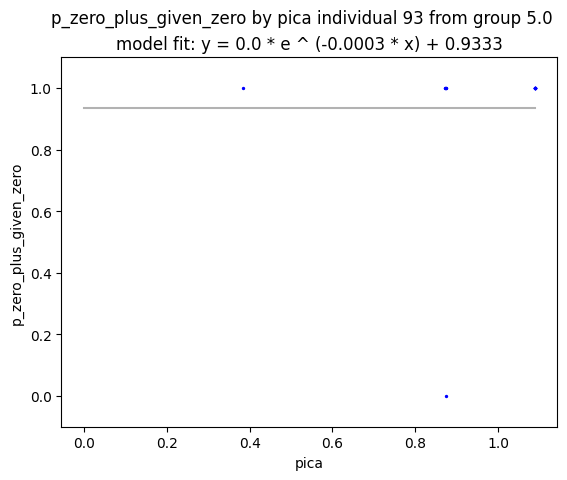 p_zero_plus_given_zero by pica individual 93 from group 5.0
model fit: y = 0.0 * e ^ (-0.0003 * x) + 0.9333
1.0
0.8
0.6
0.4
0.2
0.0
p_zero_plus_given_zero
0.0 0.2 0.4 0.6 0.8 1.0
pica